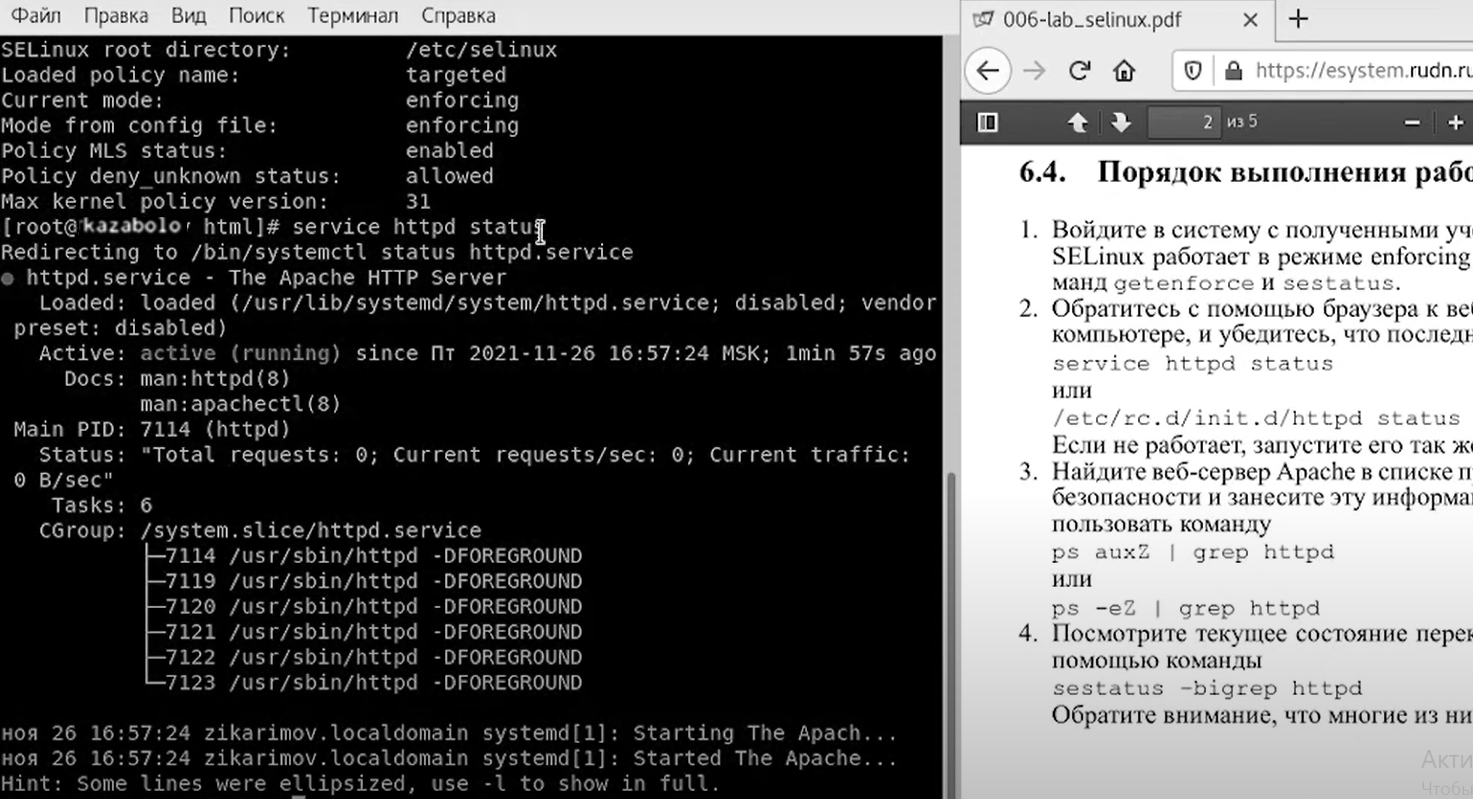 Файл Правка Вид Поиск Терминал Справка
SELinux root directory: /etc/selinux
Loaded policy name: targeted
Current mode: enforcing
Mode from config file: enforcing
Policy MLS status: enabled
Policy deny_unknown status: allowed
Max kernel policy version: 31
[root@kazabolo html]# service httpd status
Redirecting to /bin/systemctl status httpd.service
● httpd.service - The Apache HTTP Server
Loaded: loaded (/usr/lib/systemd/system/httpd.service; disabled; vendor
preset: disabled)
Active: active (running) since Пт 2021-11-26 16:57:24 MSK; 1min 57s ago
Docs: man:httpd(8)
man:apachectl(8)
Main PID: 7114 (httpd)
Status: "Total requests: 0; Current requests/sec: 0; Current traffic:
0 B/sec"
Tasks: 6
CGroup: /system.slice/httpd.service
├─7114 /usr/sbin/httpd -DFOREGROUND
├─7119 /usr/sbin/httpd -DFOREGROUND
├─7120 /usr/sbin/httpd -DFOREGROUND
├─7121 /usr/sbin/httpd -DFOREGROUND
├─7122 /usr/sbin/httpd -DFOREGROUND
└─7123 /usr/sbin/httpd -DFOREGROUND
ноя 26 16:57:24 zikarimov.localdomain systemd[1]: Starting The Apach...
ноя 26 16:57:24 zikarimov.localdomain systemd[1]: Started The Apache...
Hint: Some lines were ellipsized, use -l to show in full.
006-lab_selinux.pdf
https://esystem.rudn.ru
2 из 5
6.4. Порядок выполнения рабо
1. Войдите в систему с полученными уч
SELinux работает в режиме enforcing
манд getenforce и sestatus.
2. Обратитесь с помощью браузера к ве
компьютере, и убедитесь, что последн
service httpd status
или
/etc/rc.d/init.d/httpd status
Если не работает, запустите его так ж
3. Найдите веб-сервер Apache в списке п
безопасности и занесите эту информа
пользовать команду
ps auxZ | grep httpd
или
ps -eZ | grep httpd
4. Посмотрите текущее состояние перек
помощью команды
sestatus -bigrep httpd
Обратите внимание, что многие из ни
Акти
Чтобы